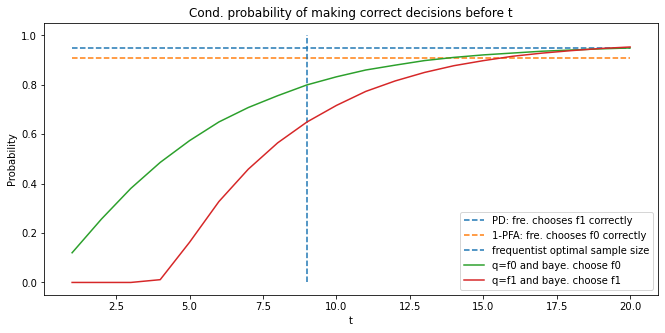 Cond. probability of making correct decisions before t
1.0
0.8
0.6
0.4
0.2
0.0
Probability
PD: fre. chooses f1 correctly
1-PFA: fre. chooses f0 correctly
frequentist optimal sample size
q=f0 and baye. choose f0
q=f1 and baye. choose f1
2.5 5.0 7.5 10.0 12.5 15.0 17.5 20.0
t